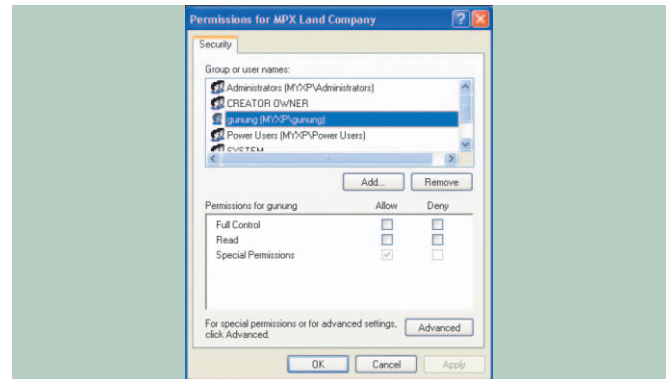 Permissions for MPX Land Company
Security
Group or user names:
Administrators (MYXP\Administrators)
CREATOR OWNER
gunung (MYXP\gunung)
Power Users (MYXP\Power Users)
SYSTEM
Add...
Remove
Permissions for gunung
Allow
Deny
Full Control
Read
Special Permissions
For special permissions or for advanced settings,
click Advanced.
Advanced
OK
Cancel
Apply